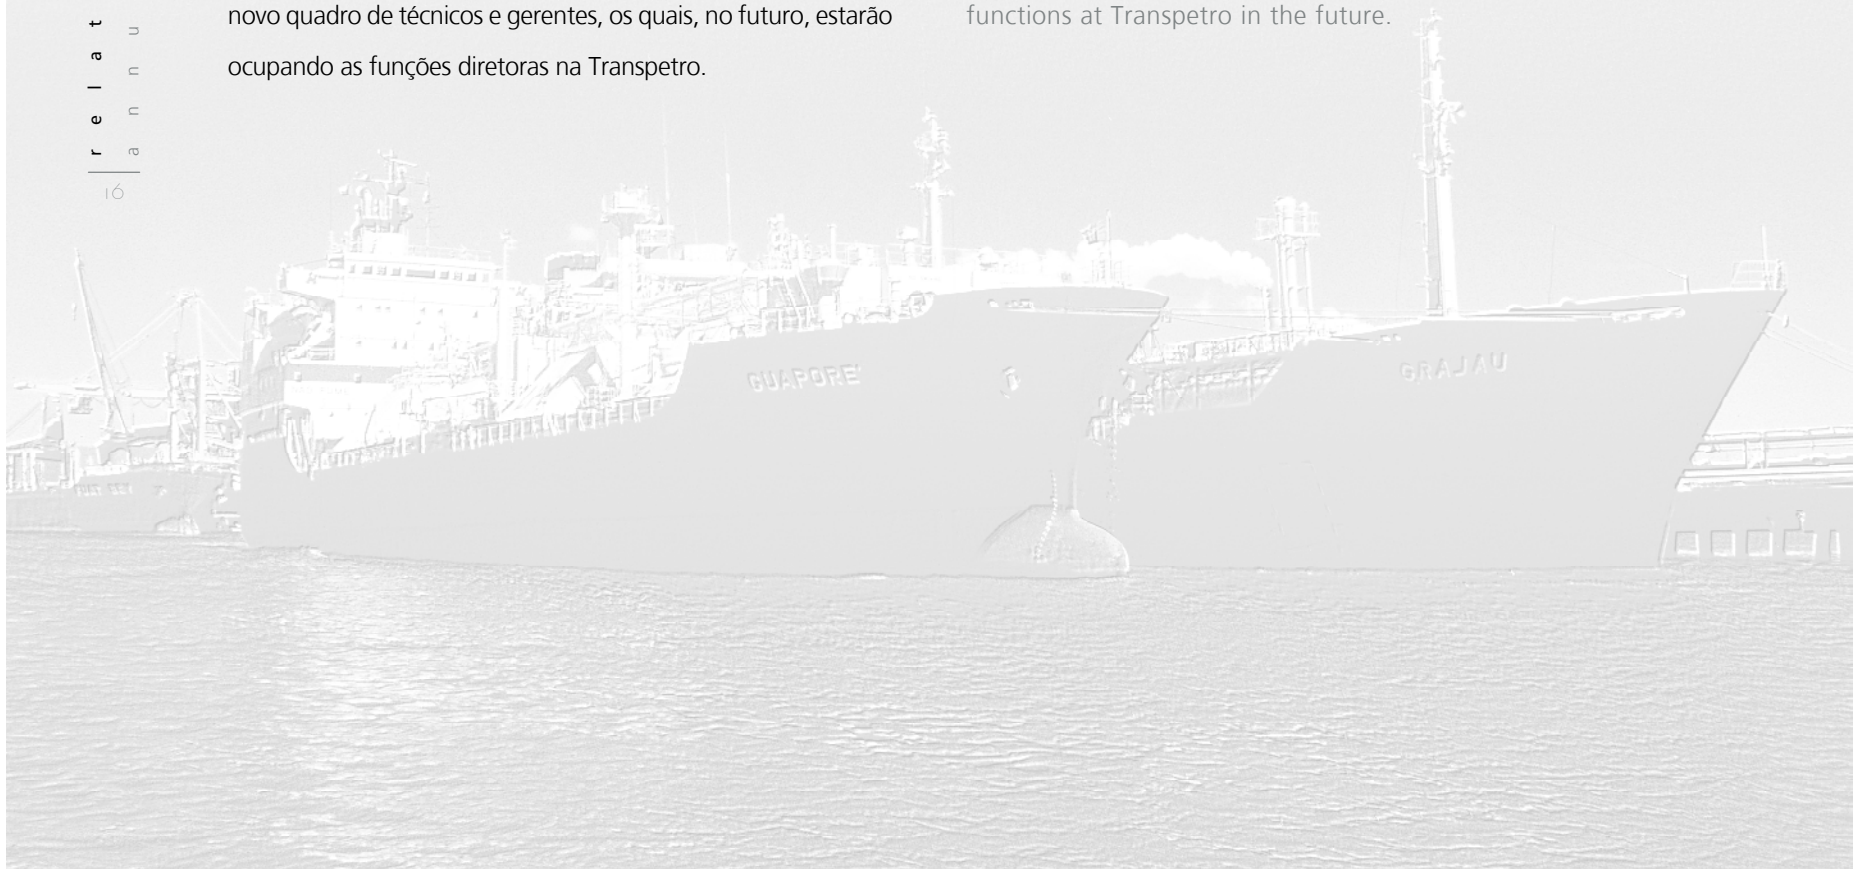 novo quadro de técnicos e gerentes, os quais, no futuro, estarão
ocupando as funções diretoras na Transpetro.
functions at Transpetro in the future.
relat
annu
16
GUAPORE'
GRAJAU